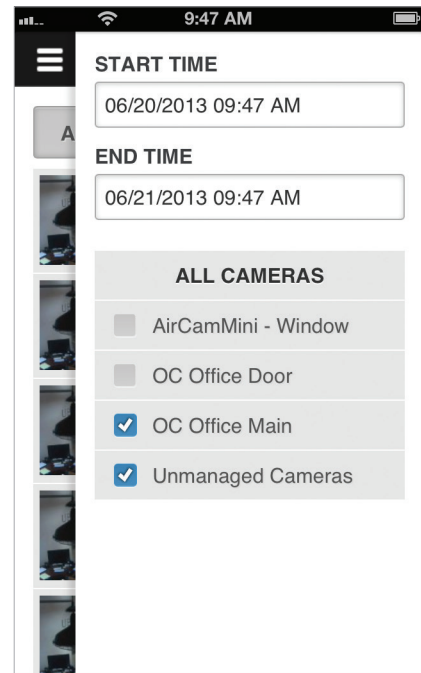 9:47 AM
START TIME
06/20/2013 09:47 AM
A
END TIME
06/21/2013 09:47 AM
ALL CAMERAS
AirCamMini - Window
OC Office Door
OC Office Main
Unmanaged Cameras